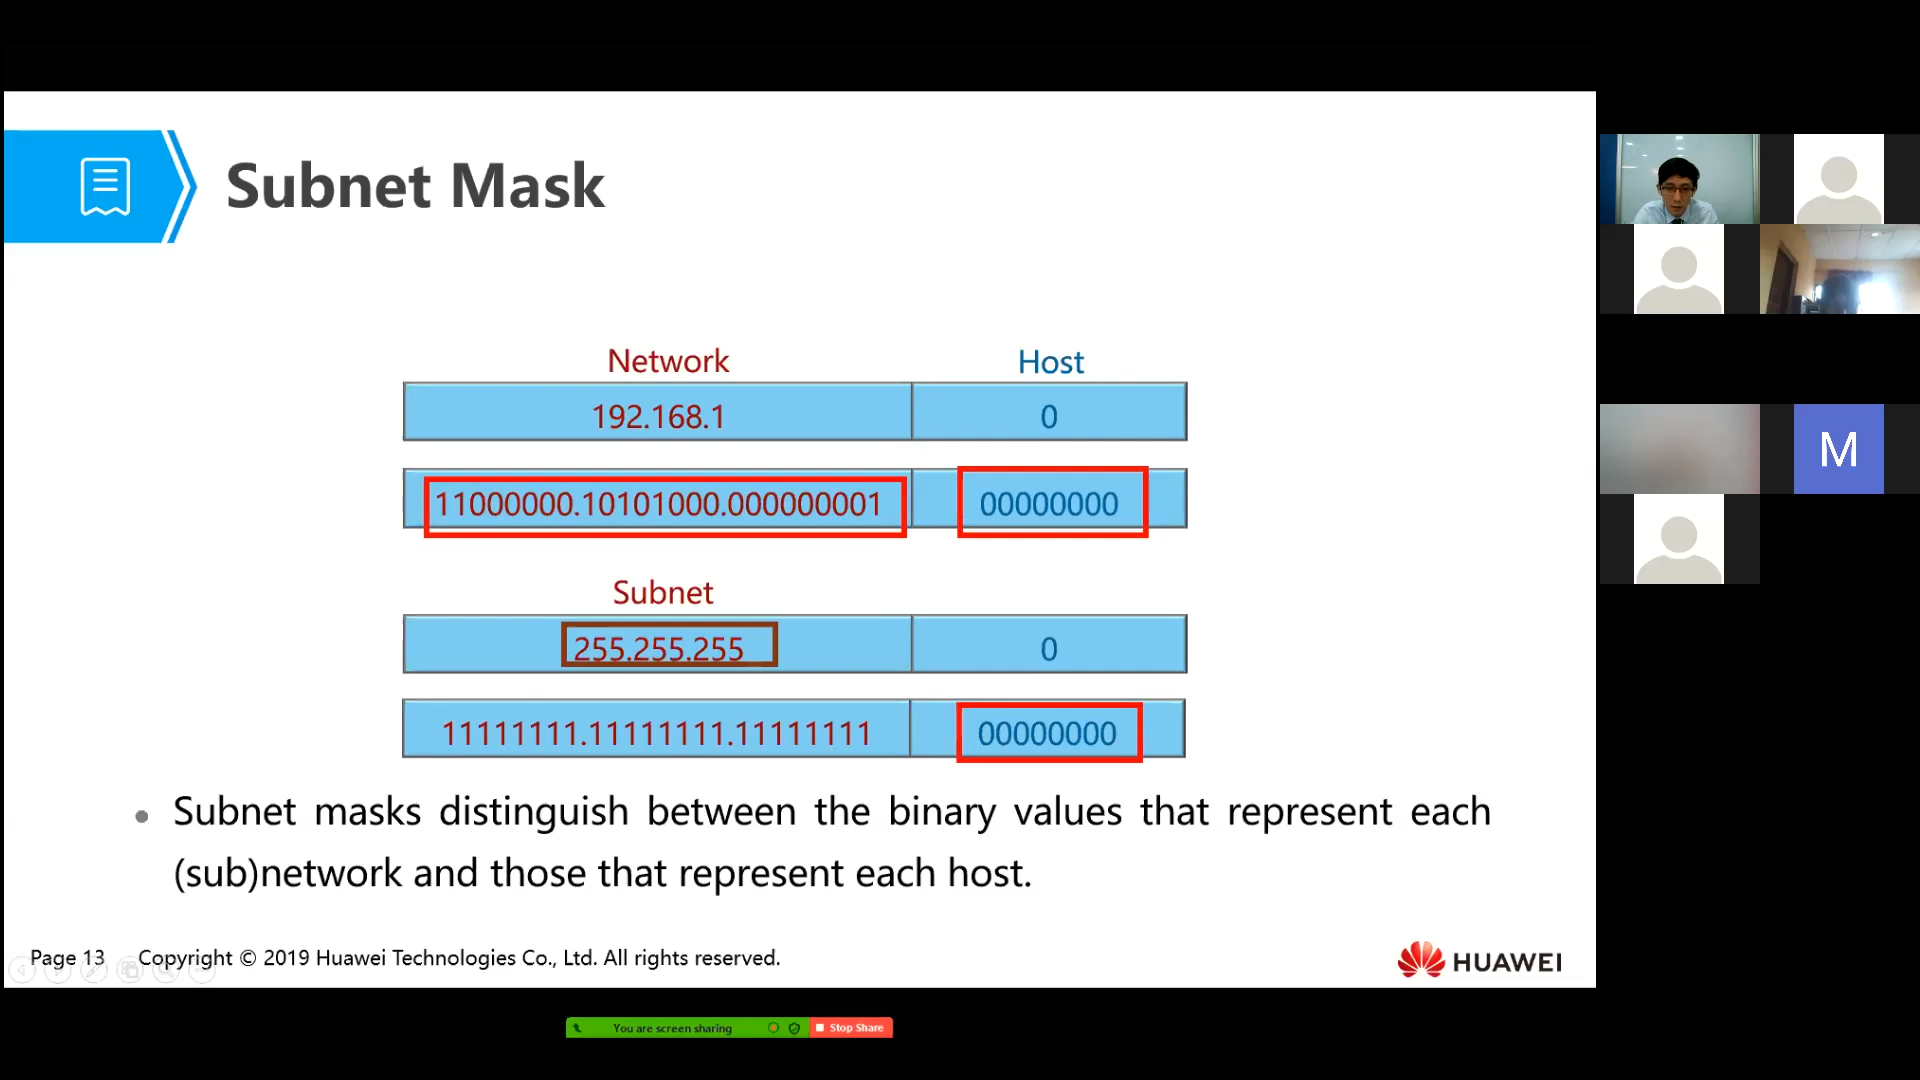 Subnet Mask
Network Host
192.168.1 0
11000000.10101000.000000001 00000000
Subnet
255.255.255 0
11111111.11111111.11111111 00000000
Subnet masks distinguish between the binary values that represent each
(sub)network and those that represent each host.
Page 13 Copyright © 2019 Huawei Technologies Co., Ltd. All rights reserved.
HUAWEI
M
You are screen sharing Stop Share